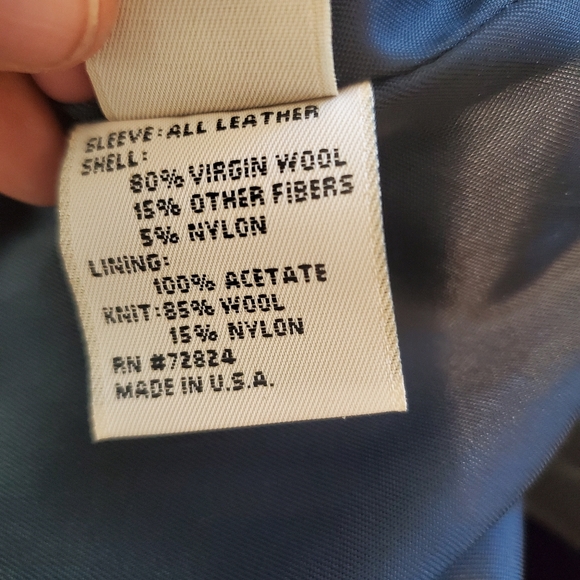 SLEEVE: ALL LEATHER
SHELL:
80% VIRGIN WOOL
15% OTHER FIBERS
5% NYLON
LINING:
100% ACETATE
KNIT: 85% WOOL
15% NYLON
RN #72824
MADE IN U.S.A.